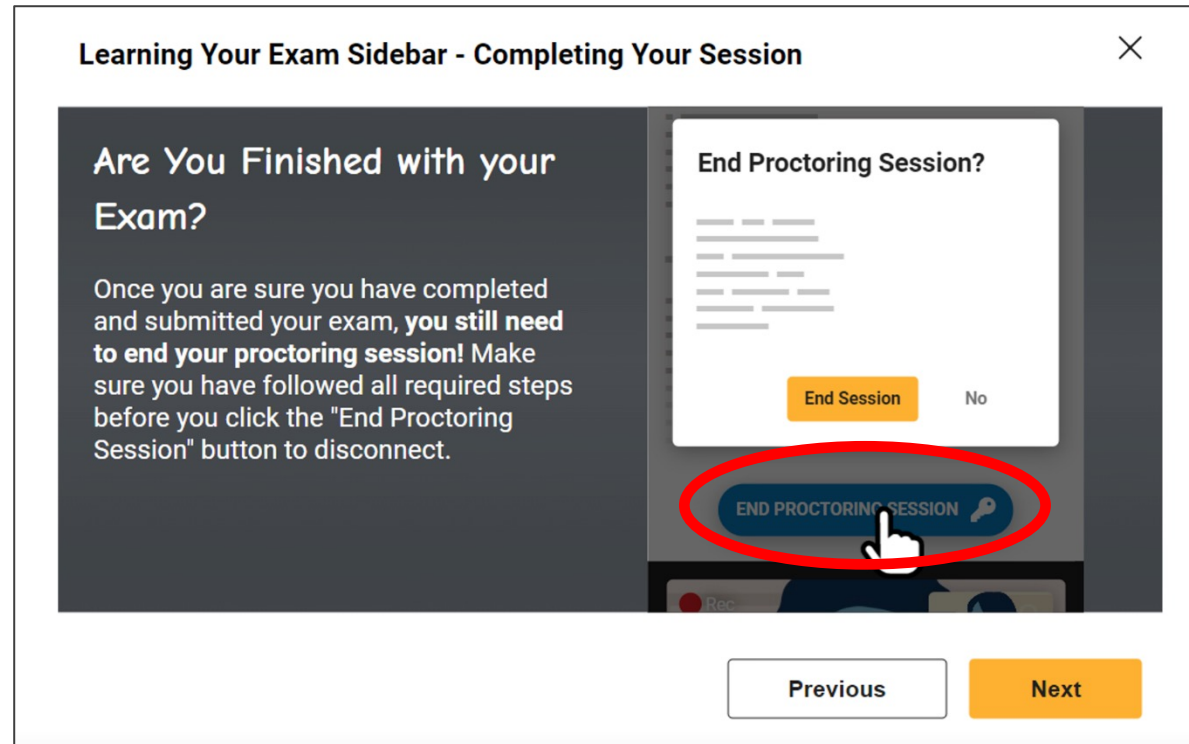 Learning Your Exam Sidebar - Completing Your Session
Are You Finished with your
Exam?
Once you are sure you have completed
and submitted your exam, you still need
to end your proctoring session! Make
sure you have followed all required steps
before you click the "End Proctoring
Session" button to disconnect.
End Proctoring Session?
End Session
No
END PROCTORING SESSION
Rec
Previous
Next